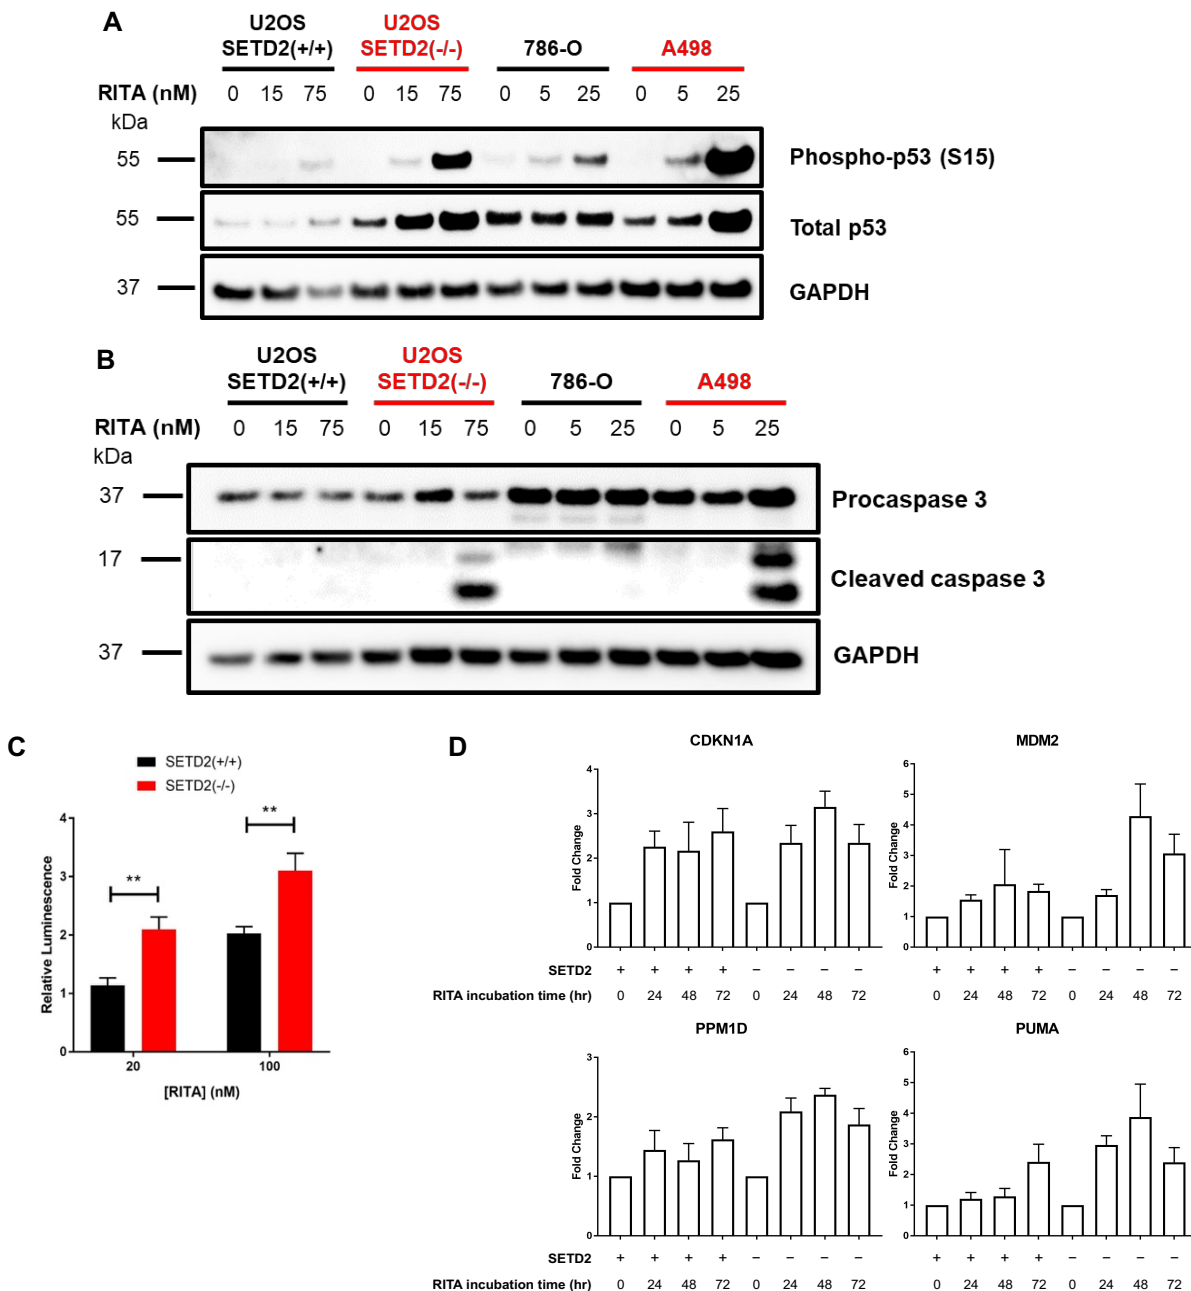 A
U2OS SETD2(+/+) U2OS SETD2(-/-) 786-O A498
RITA (nM) 0 15 75 0 15 75 0 5 25 0 5 25
kDa
55 Phospho-p53 (S15)
55 Total p53
37 GAPDH
B
U2OS SETD2(+/+) U2OS SETD2(-/-) 786-O A498
RITA (nM) 0 15 75 0 15 75 0 5 25 0 5 25
kDa
37 Procaspase 3
17 Cleaved caspase 3
37 GAPDH
C
SETD2(+/+)
SETD2(-/-)
Relative Luminescence
4
3
2
1
0
**
**
20 100
[RITA] (nM)
D
CDKN1A
Fold Change
4
3
2
1
0
SETD2 + + + + – – – –
RITA incubation time (hr) 0 24 48 72 0 24 48 72
MDM2
Fold Change
6
5
4
3
2
1
0
+ + + + – – – –
0 24 48 72 0 24 48 72
PPM1D
Fold Change
3
2
1
0
SETD2 + + + + – – – –
RITA incubation time (hr) 0 24 48 72 0 24 48 72
PUMA
Fold Change
6
5
4
3
2
1
0
+ + + + – – – –
0 24 48 72 0 24 48 72